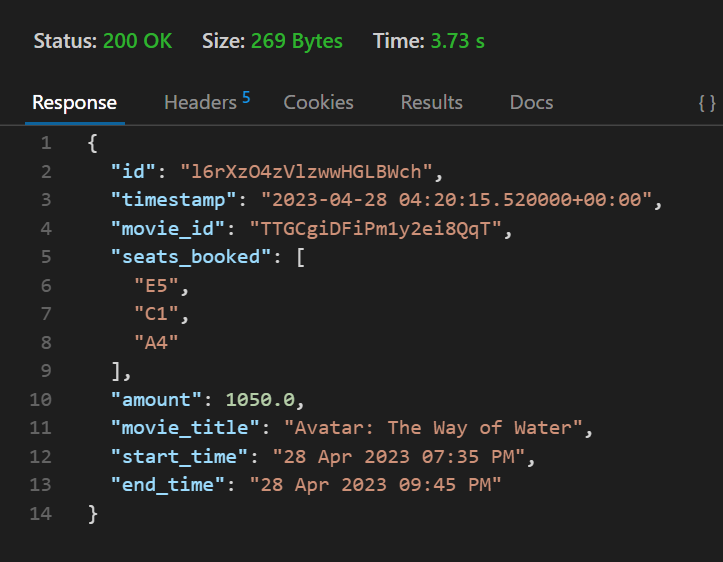 Status: 200 OK Size: 269 Bytes Time: 3.73 s
Response Headers 5 Cookies Results Docs { }
1 {
2 "id": "l6rXzO4zVlzwwHGLBWch",
3 "timestamp": "2023-04-28 04:20:15.520000+00:00",
4 "movie_id": "TTGCgiDFiPm1y2ei8QqT",
5 "seats_booked": [
6 "E5",
7 "C1",
8 "A4"
9 ],
10 "amount": 1050.0,
11 "movie_title": "Avatar: The Way of Water",
12 "start_time": "28 Apr 2023 07:35 PM",
13 "end_time": "28 Apr 2023 09:45 PM"
14 }